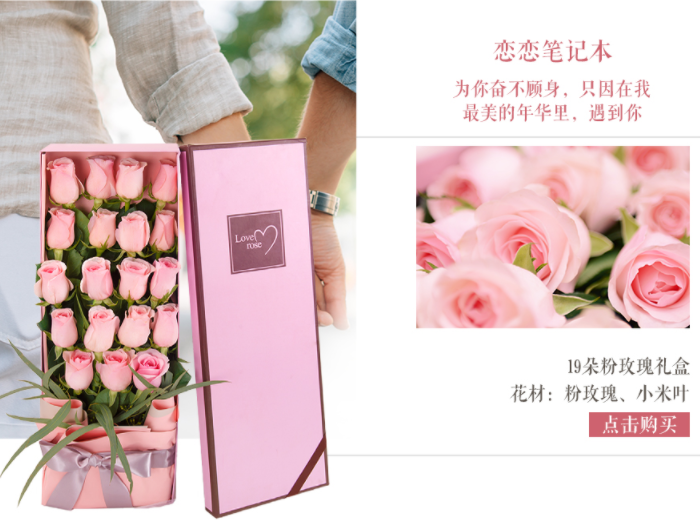 恋恋笔记本
为你奋不顾身，只因在我
最美的年华里，遇到你
Love
rose
19朵粉玫瑰礼盒
花材：粉玫瑰、小米叶
点击购买